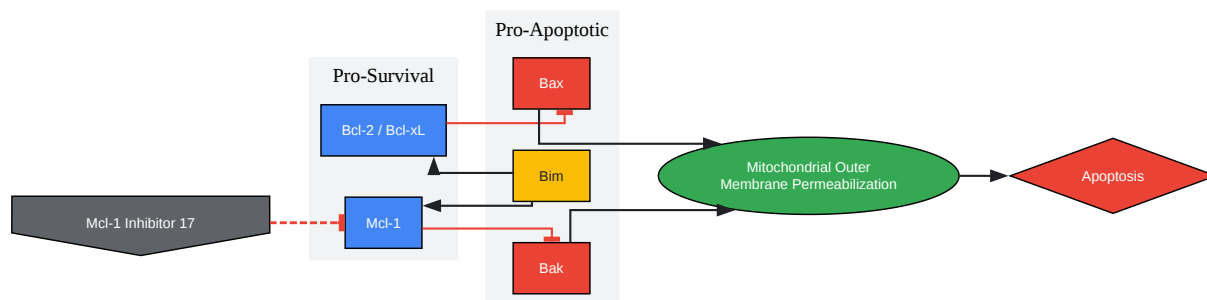 Pro-Apoptotic
Pro-Survival
Bax
Bcl-2 / Bcl-xL
Bim
Mitochondrial Outer
Membrane Permeabilization
Apoptosis
Mcl-1 Inhibitor 17
Mcl-1
Bak